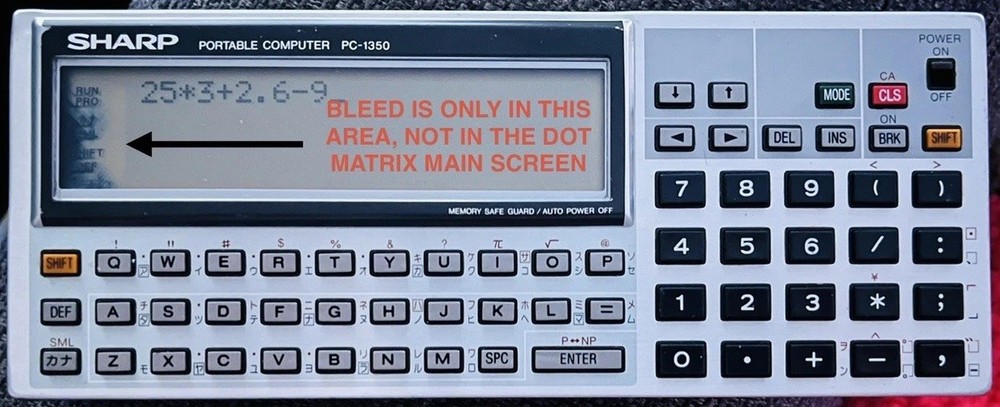 SHARP PORTABLE COMPUTER PC-1350
RUN
PRO
25*3+2.6-9
BLEED IS ONLY IN THIS
AREA, NOT IN THE DOT
MATRIX MAIN SCREEN
MEMORY SAFE GUARD / AUTO POWER OFF
POWER
ON
OFF
↓ ↑ MODE CA CLS
◄ ► DEL INS ON BRK SHIFT
< >
7 8 9 ( )
4 5 6 / :
¥
1 2 3 * ;
^
0 • + − ,
! " # $ % & ? π √ @
SHIFT Q W E R T Y U I O P
DEF A S D F G H J K L =
SML P↔NP
カナ Z X C V B N M SPC ENTER